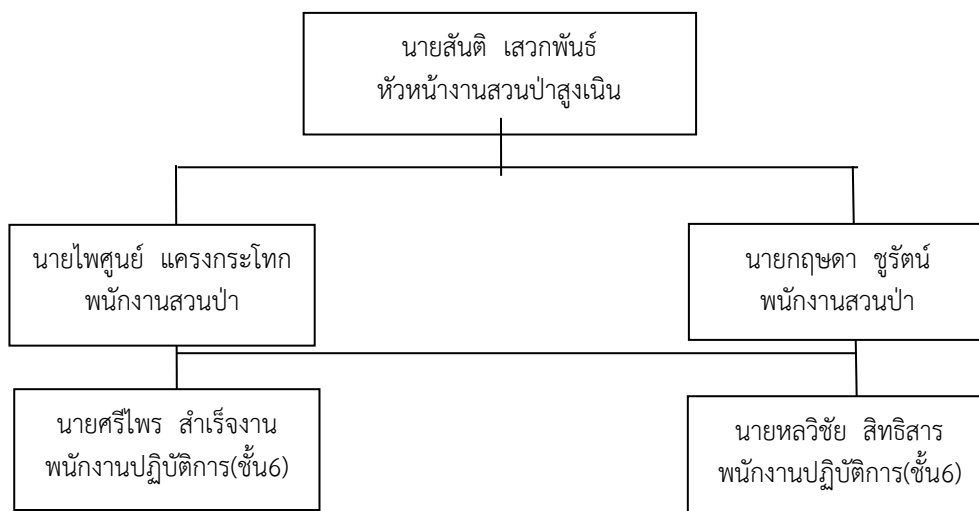 นายสันติ เสวกพันธ์
หัวหน้างานสวนป่าสูงเนิน
นายไพศูนย์ แครงกระโทก
พนักงานสวนป่า
นายกฤษดา ชูรัตน์
พนักงานสวนป่า
นายศรีไพร สำเร็จงาน
พนักงานปฏิบัติการ(ชั้น6)
นายหลวิชัย สิทธิสาร
พนักงานปฏิบัติการ(ชั้น6)